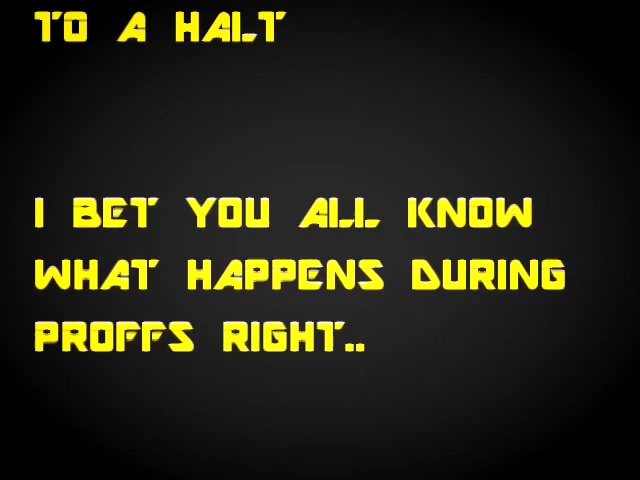 TO A HALT
I BET YOU ALL KNOW
WHAT HAPPENS DURING
PROFFS RIGHT..